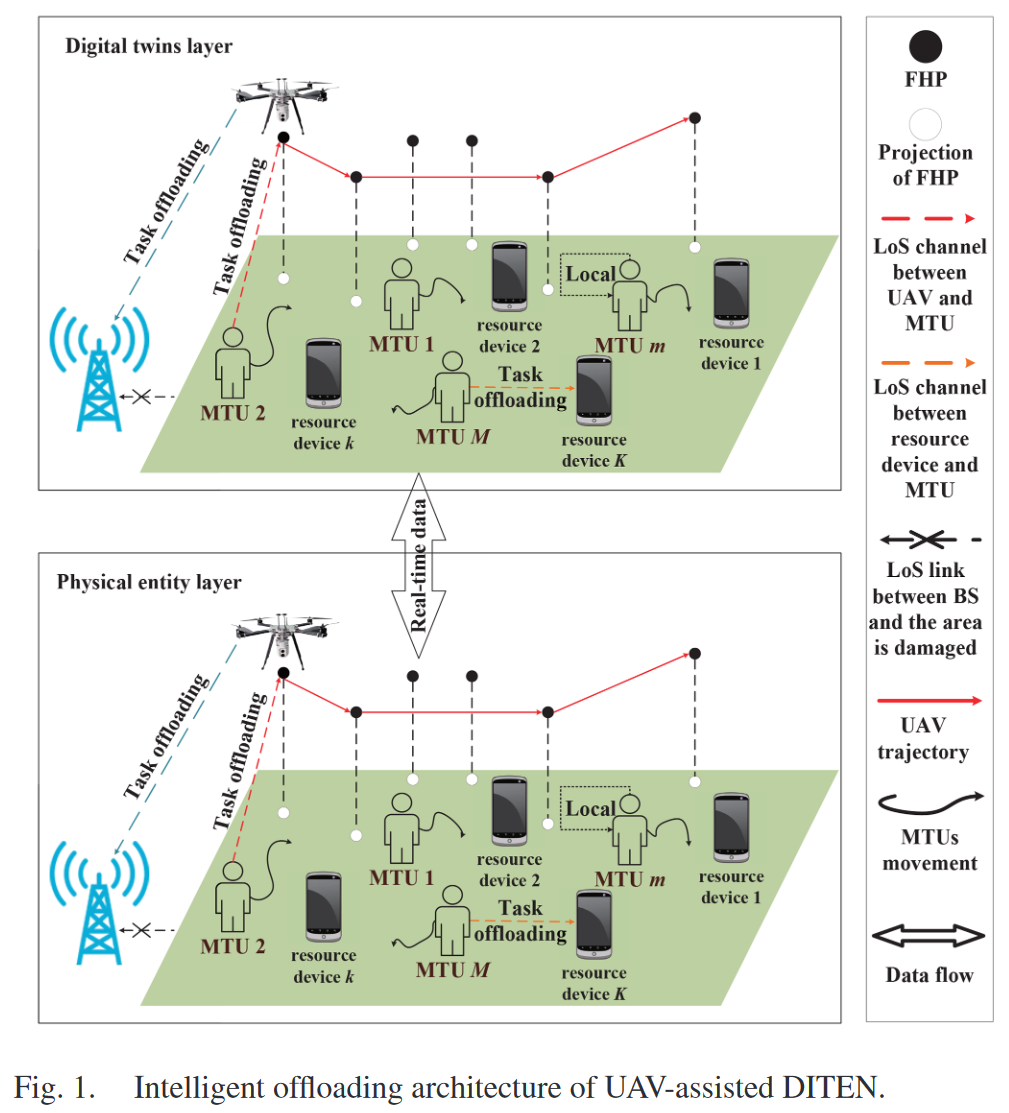 Digital twins layer
Task offloading
Task offloading
Local
MTU 1
resource
device 2
MTU m
resource
device 1
MTU 2
resource
device k
Task
offloading
MTU M
resource
device K
Real-time data
Physical entity layer
Task offloading
Task offloading
Local
MTU 1
resource
device 2
MTU m
resource
device 1
MTU 2
resource
device k
Task
offloading
MTU M
resource
device K
FHP
Projection
of FHP
LoS channel
between
UAV and
MTU
LoS channel
between
resource
device and
MTU
LoS link
between BS
and the area
is damaged
UAV
trajectory
MTUs
movement
Data flow
Fig. 1. Intelligent offloading architecture of UAV-assisted DITEN.